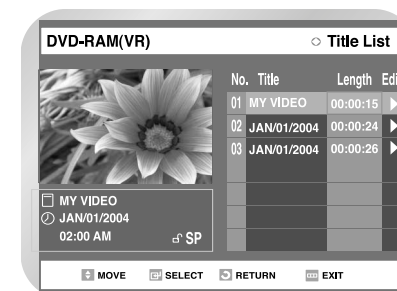 DVD-RAM(VR) Title List
No. Title Length Edi
01 MY VIDEO 00:00:15
02 JAN/01/2004 00:00:24
03 JAN/01/2004 00:00:26
MY VIDEO
JAN/01/2004
02:00 AM SP
MOVE SELECT RETURN EXIT